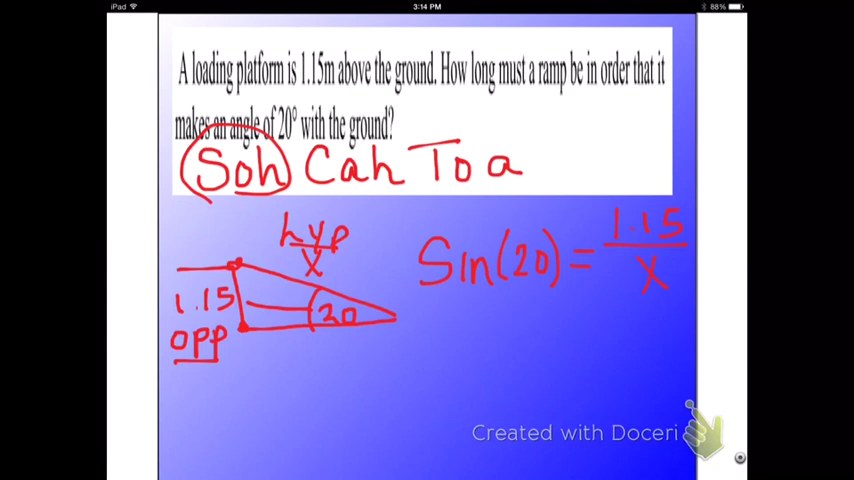 iPad 3:14 PM 88%
A loading platform is 1.15m above the ground. How long must a ramp be in order that it
makes an angle of 20° with the ground?
Soh Cah Toa
hyp
x
Sin(20) = 1.15
x
1.15
20
opp
Created with Doceri